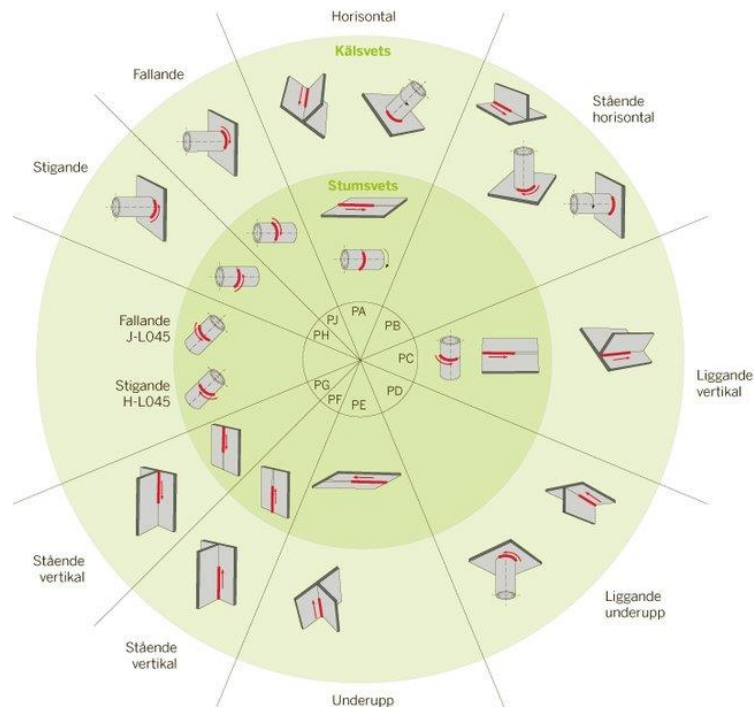 Horisontal
Kälsvets
Fallande
Stående
horisontal
Stigande
Stumsvets
Fallande
J-L045
PJ
PA
PH
PB
PC
Stigande
H-L045
PG
PF
PE
PD
Liggande
vertikal
Stående
vertikal
Liggande
underupp
Stående
vertikal
Underupp